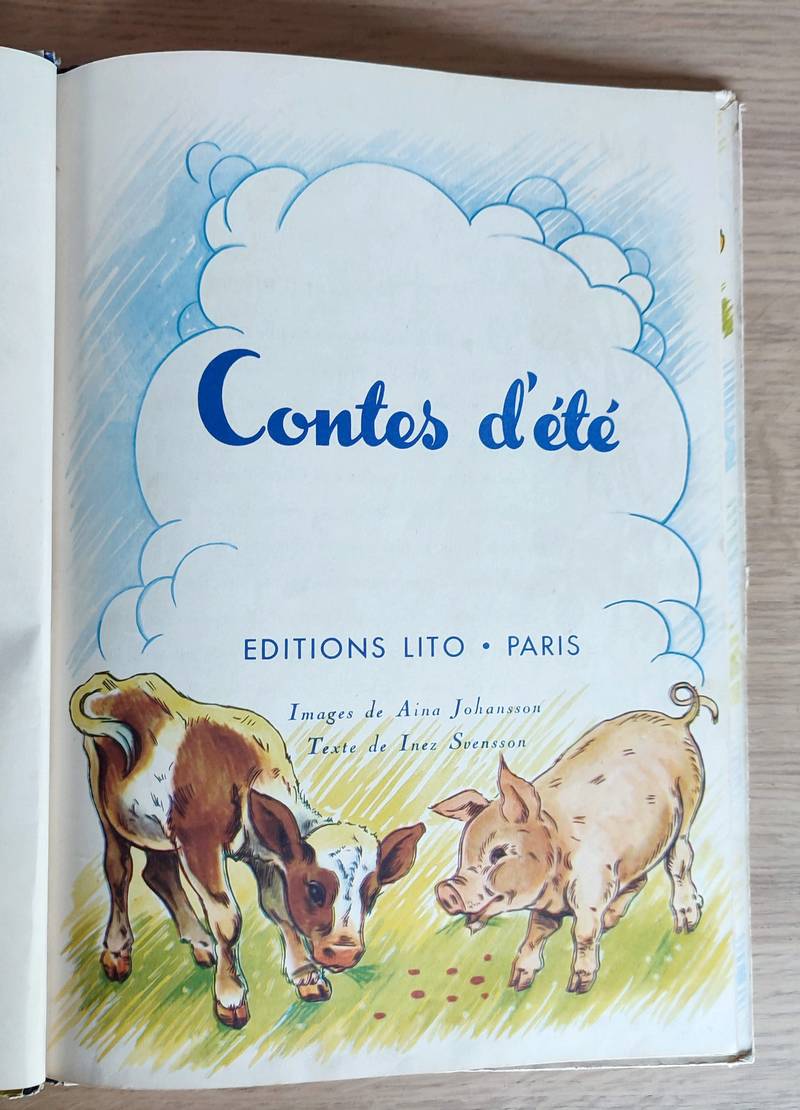 Contes d'été
EDITIONS LITO • PARIS
Images de Aina Johansson
Texte de Inez Svensson